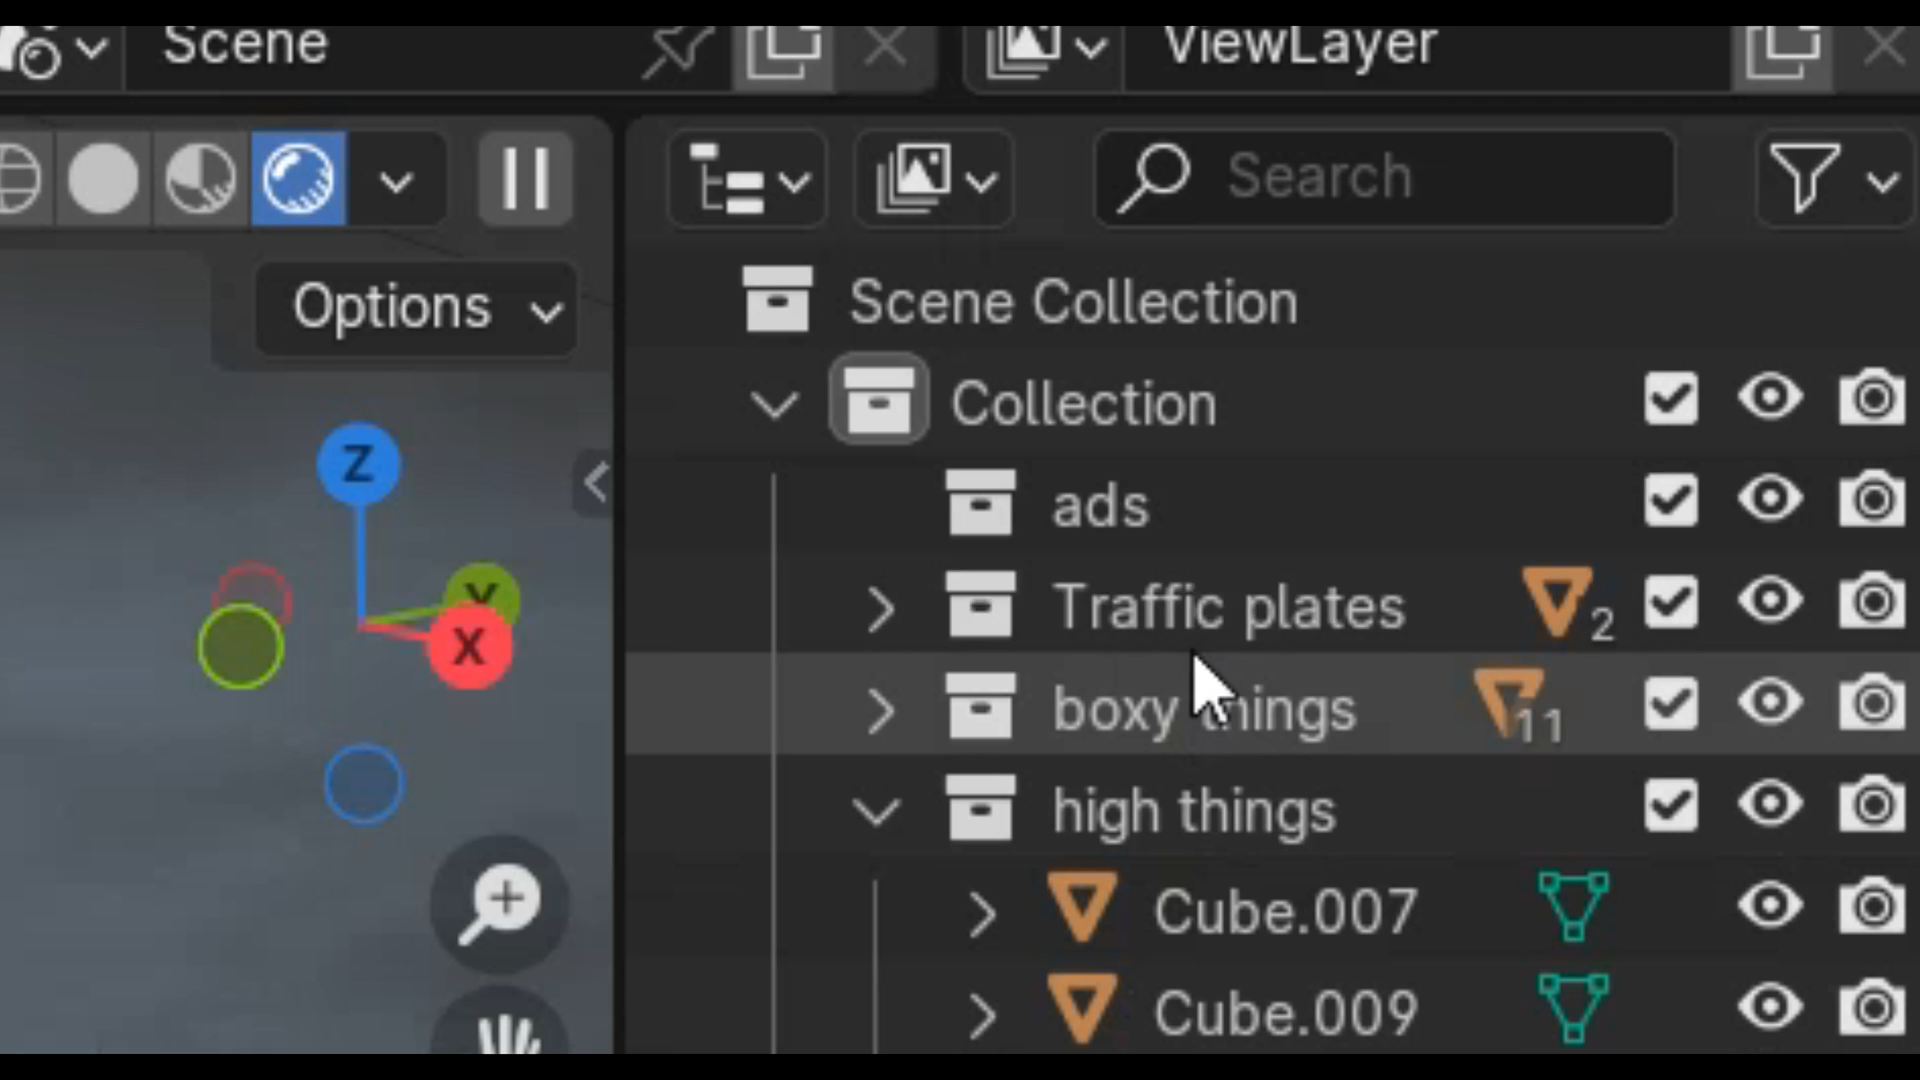 Scene
ViewLayer
Search
Options
Scene Collection
Collection
ads
Traffic plates 2
boxy things 11
high things
Cube.007
Cube.009
Z
Y
X